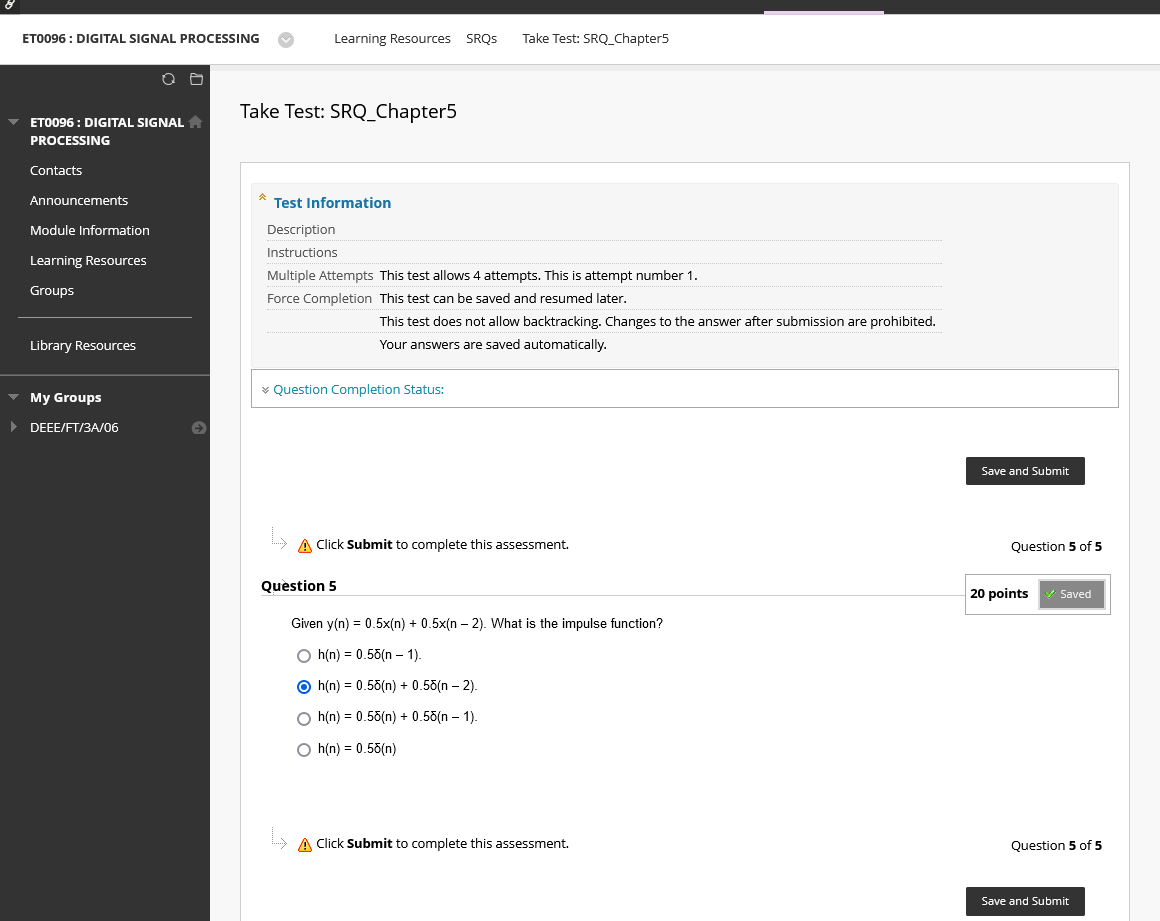 ET0096 : DIGITAL SIGNAL PROCESSING
Learning Resources
SRQs
Take Test: SRQ_Chapter5
ET0096 : DIGITAL SIGNAL
PROCESSING
Contacts
Announcements
Module Information
Learning Resources
Groups
Library Resources
My Groups
DEEE/FT/3A/06
Take Test: SRQ_Chapter5
Test Information
Description
Instructions
Multiple Attempts This test allows 4 attempts. This is attempt number 1.
Force Completion This test can be saved and resumed later.
This test does not allow backtracking. Changes to the answer after submission are prohibited.
Your answers are saved automatically.
Question Completion Status:
Save and Submit
Click Submit to complete this assessment.
Question 5 of 5
Question 5
20 points
Saved
Given y(n) = 0.5x(n) + 0.5x(n – 2). What is the impulse function?
h(n) = 0.5δ(n – 1).
h(n) = 0.5δ(n) + 0.5δ(n – 2).
h(n) = 0.5δ(n) + 0.5δ(n – 1).
h(n) = 0.5δ(n)
Click Submit to complete this assessment.
Question 5 of 5
Save and Submit